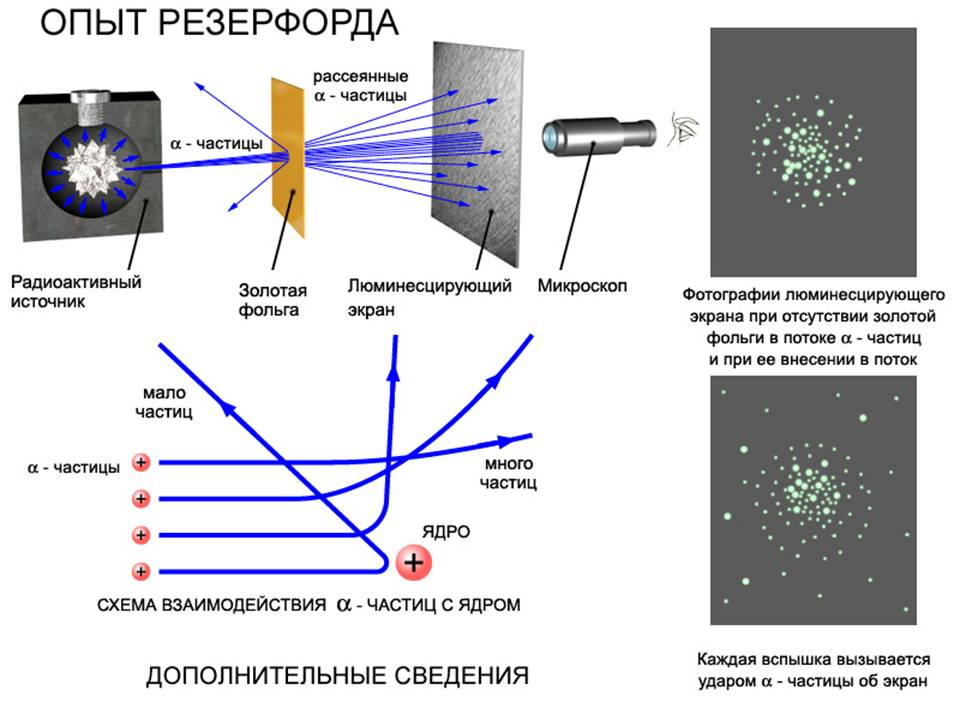 ОПЫТ РЕЗЕРФОРДА
рассеянные
α - частицы
α - частицы
Радиоактивный
источник
Золотая
фольга
Люминесцирующий
экран
Микроскоп
Фотографии люминесцирующего
экрана при отсутствии золотой
фольги в потоке α - частиц
и при ее внесении в поток
мало
частиц
α - частицы
+
+
+
+
много
частиц
ЯДРО
+
СХЕМА ВЗАИМОДЕЙСТВИЯ α - ЧАСТИЦ С ЯДРОМ
Каждая вспышка вызывается
ударом α - частицы об экран
ДОПОЛНИТЕЛЬНЫЕ СВЕДЕНИЯ